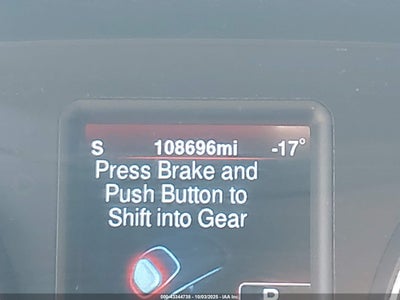 S 108696mi -17°
Press Brake and
Push Button to
Shift into Gear